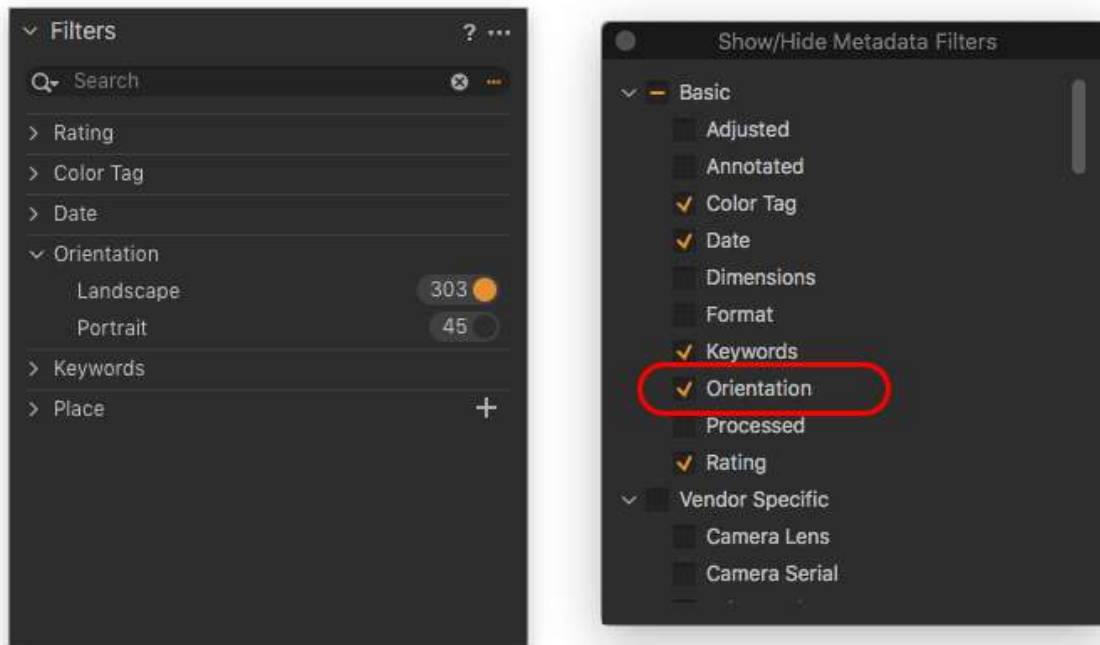 Filters
? ...
Search
Rating
Color Tag
Date
Orientation
Landscape 303
Portrait 45
Keywords
Place +
Show/Hide Metadata Filters
Basic
Adjusted
Annotated
Color Tag
Date
Dimensions
Format
Keywords
Orientation
Processed
Rating
Vendor Specific
Camera Lens
Camera Serial